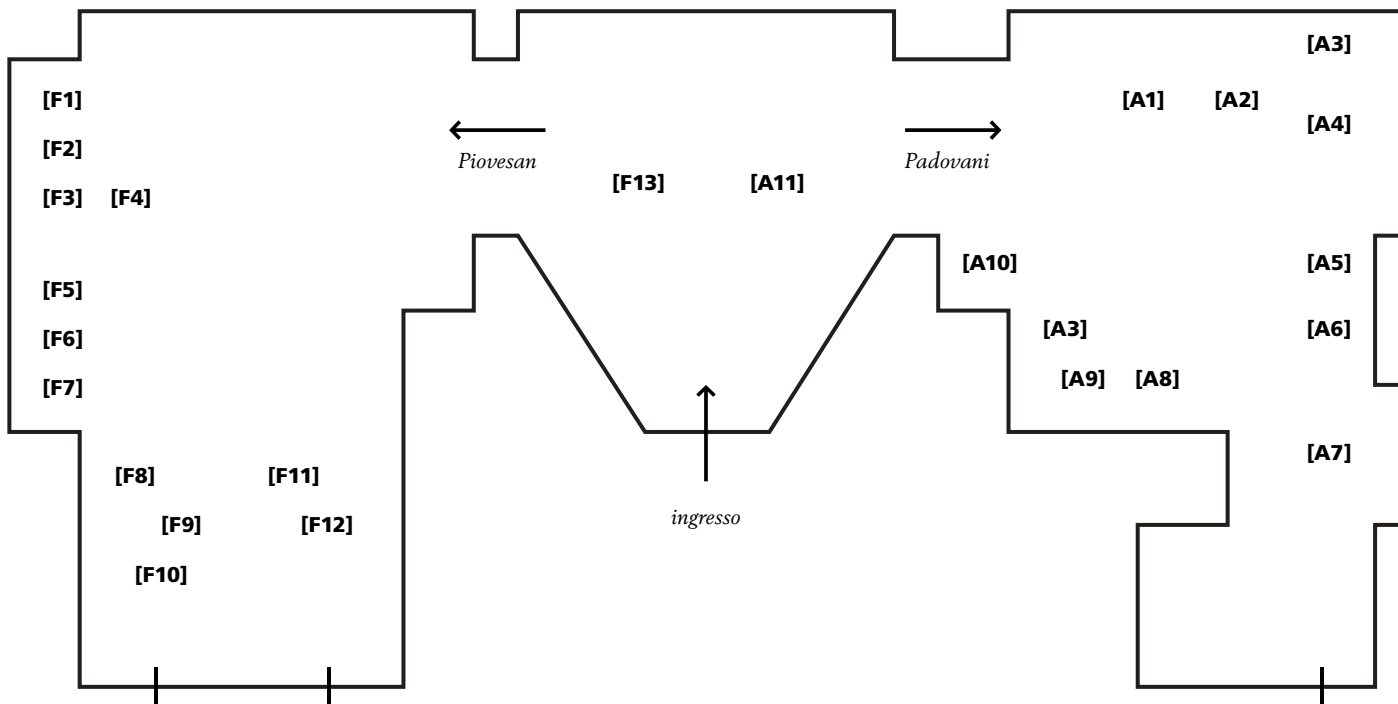 [A3]
[F1]
[A1] [A2]
[A4]
[F2]
Piovesan
Padovani
[F13] [A11]
[F3] [F4]
[A10]
[A5]
[F5]
[A3]
[A6]
[F6]
[A9] [A8]
[F7]
[A7]
[F8] [F11]
ingresso
[F9] [F12]
[F10]